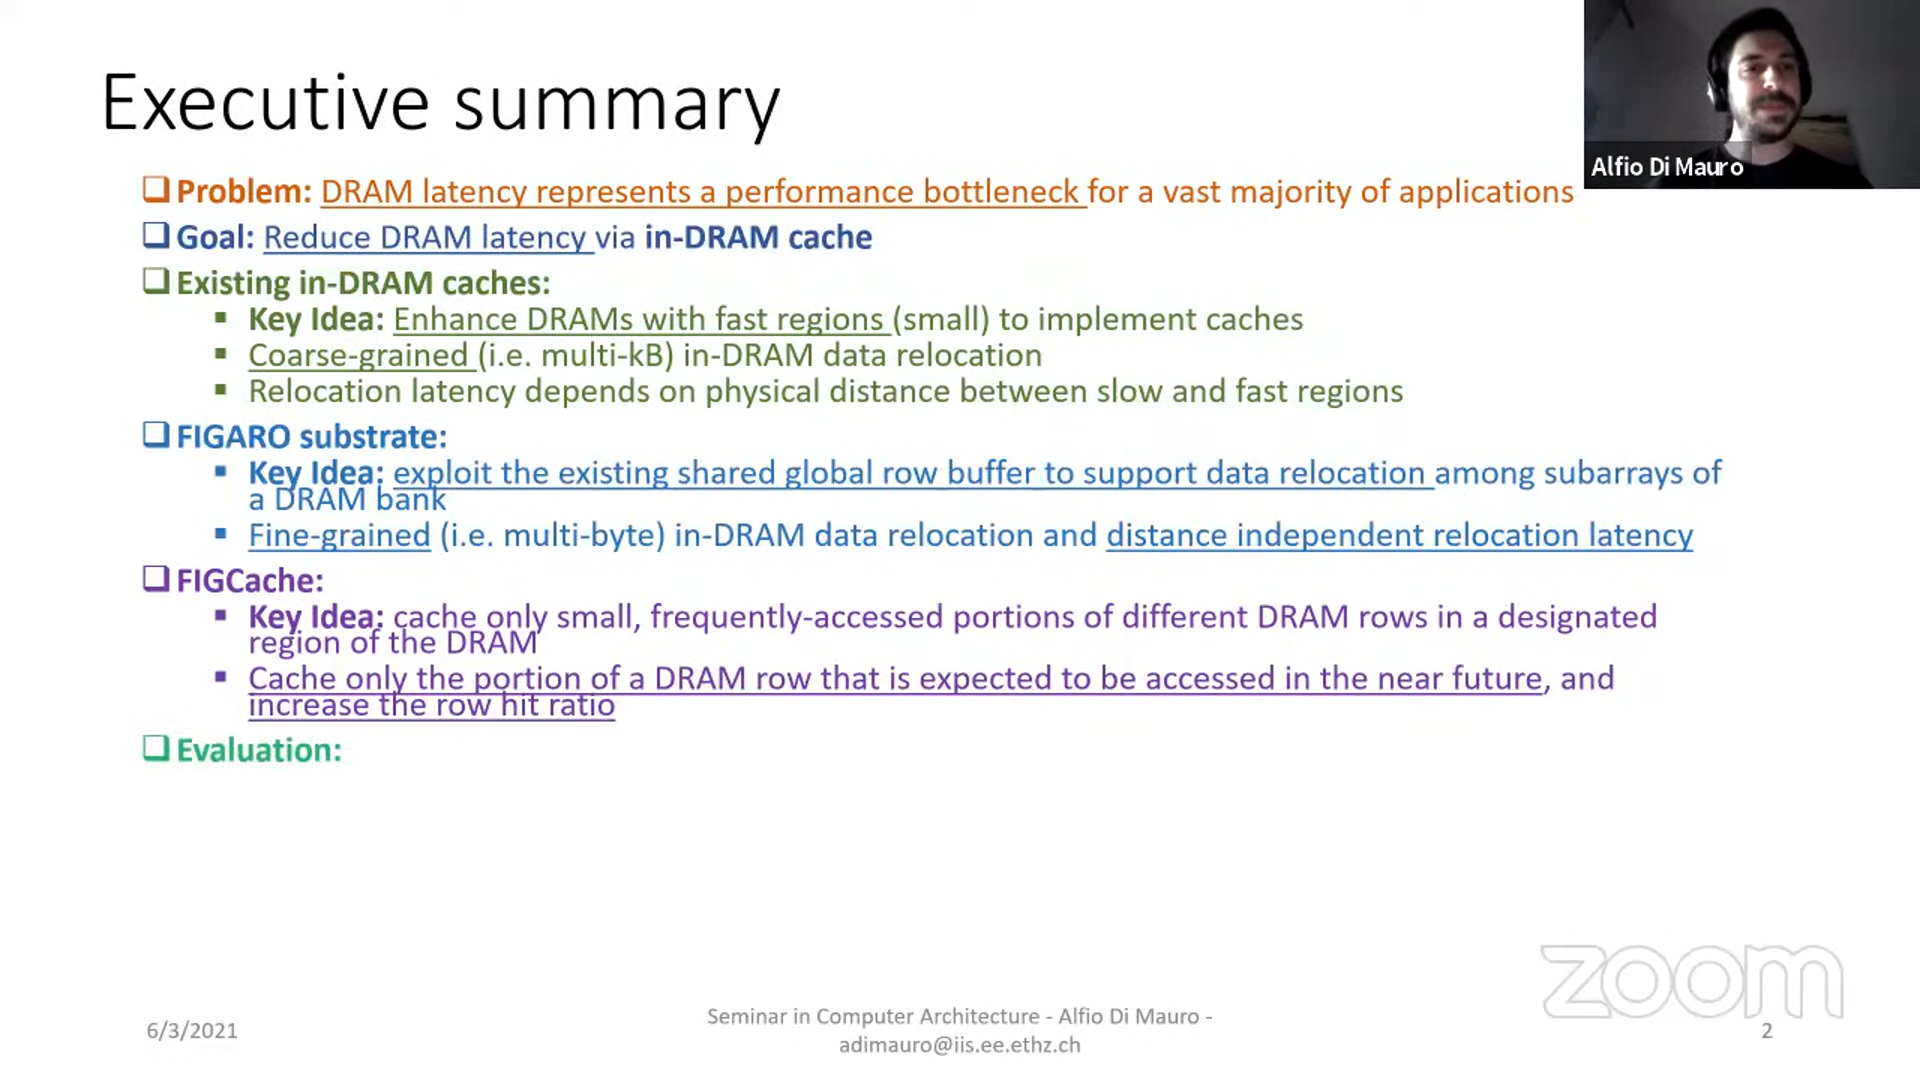 Executive summary
Alfio Di Mauro
Problem: DRAM latency represents a performance bottleneck for a vast majority of applications
Goal: Reduce DRAM latency via in-DRAM cache
Existing in-DRAM caches:
Key Idea: Enhance DRAMs with fast regions (small) to implement caches
Coarse-grained (i.e. multi-kB) in-DRAM data relocation
Relocation latency depends on physical distance between slow and fast regions
FIGARO substrate:
Key Idea: exploit the existing shared global row buffer to support data relocation among subarrays of
a DRAM bank
Fine-grained (i.e. multi-byte) in-DRAM data relocation and distance independent relocation latency
FIGCache:
Key Idea: cache only small, frequently-accessed portions of different DRAM rows in a designated
region of the DRAM
Cache only the portion of a DRAM row that is expected to be accessed in the near future, and
increase the row hit ratio
Evaluation:
zoom
6/3/2021
Seminar in Computer Architecture - Alfio Di Mauro -
adimauro@iis.ee.ethz.ch
2